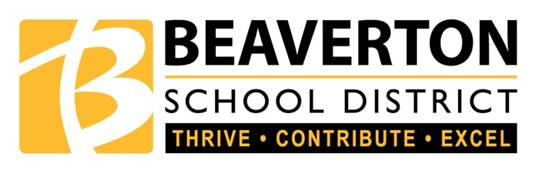 B
BEAVERTON
SCHOOL DISTRICT
THRIVE • CONTRIBUTE • EXCEL